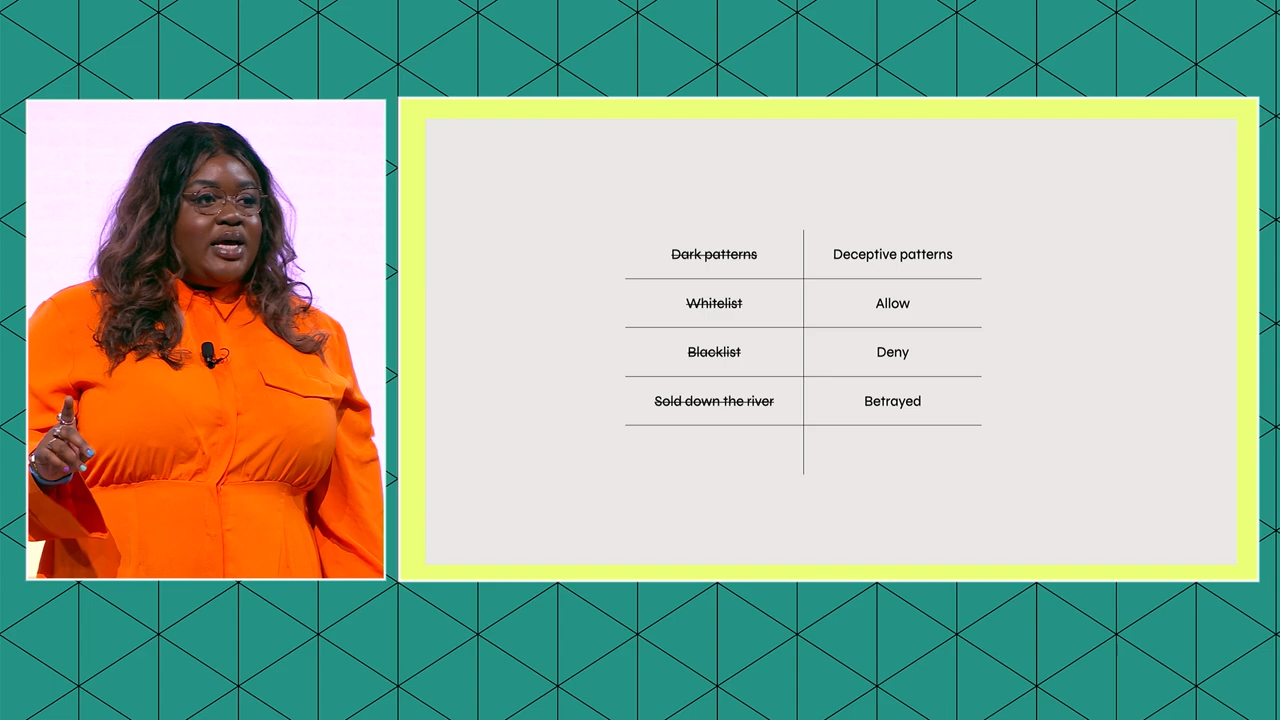 Dark patterns
Deceptive patterns
Whitelist
Allow
Blacklist
Deny
Sold down the river
Betrayed